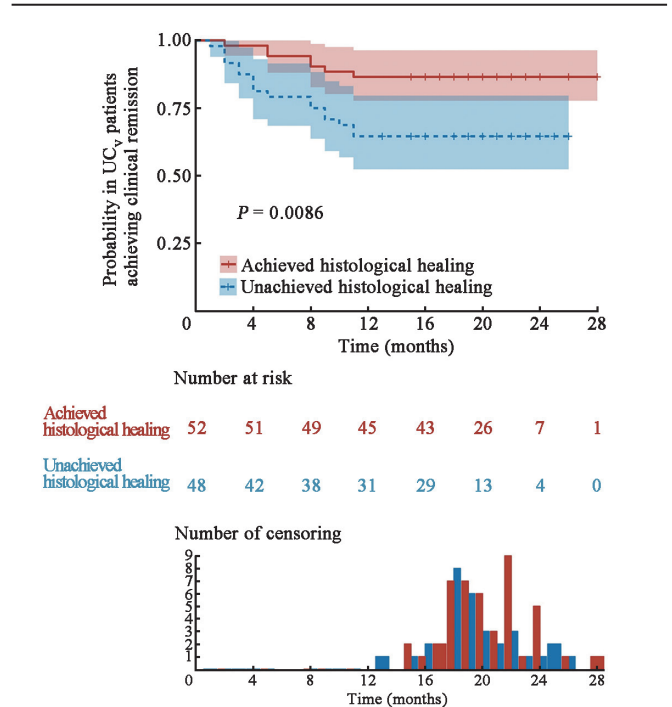 Probability in UCv patients
achieving clinical remission
1.00
0.75
0.50
0.25
0
P = 0.0086
Achieved histological healing
Unachieved histological healing
4 8 12 16 20 24 28
Time (months)
Number at risk
Achieved
histological healing 52 51 49 45 43 26 7 1
Unachieved
histological healing 48 42 38 31 29 13 4 0
Number of censoring
9
8
7
6
5
4
3
2
1
0 4 8 12 16 20 24 28
Time (months)